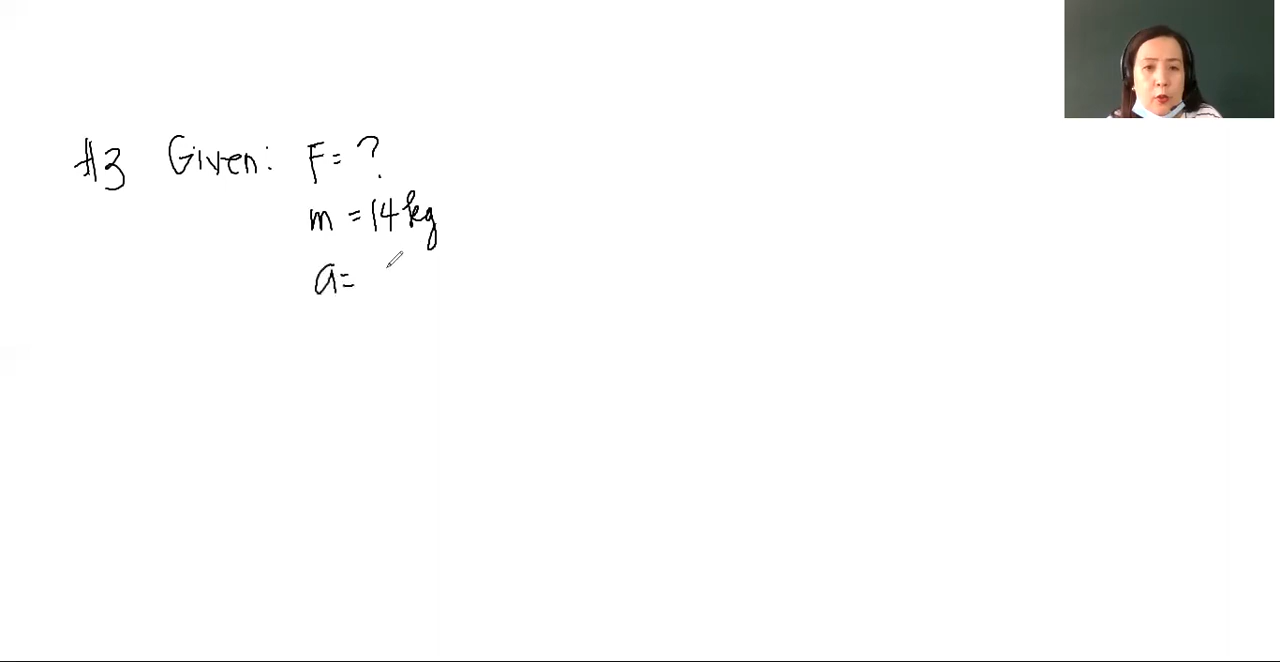 #3 Given: F = ?
m = 14 kg
a =